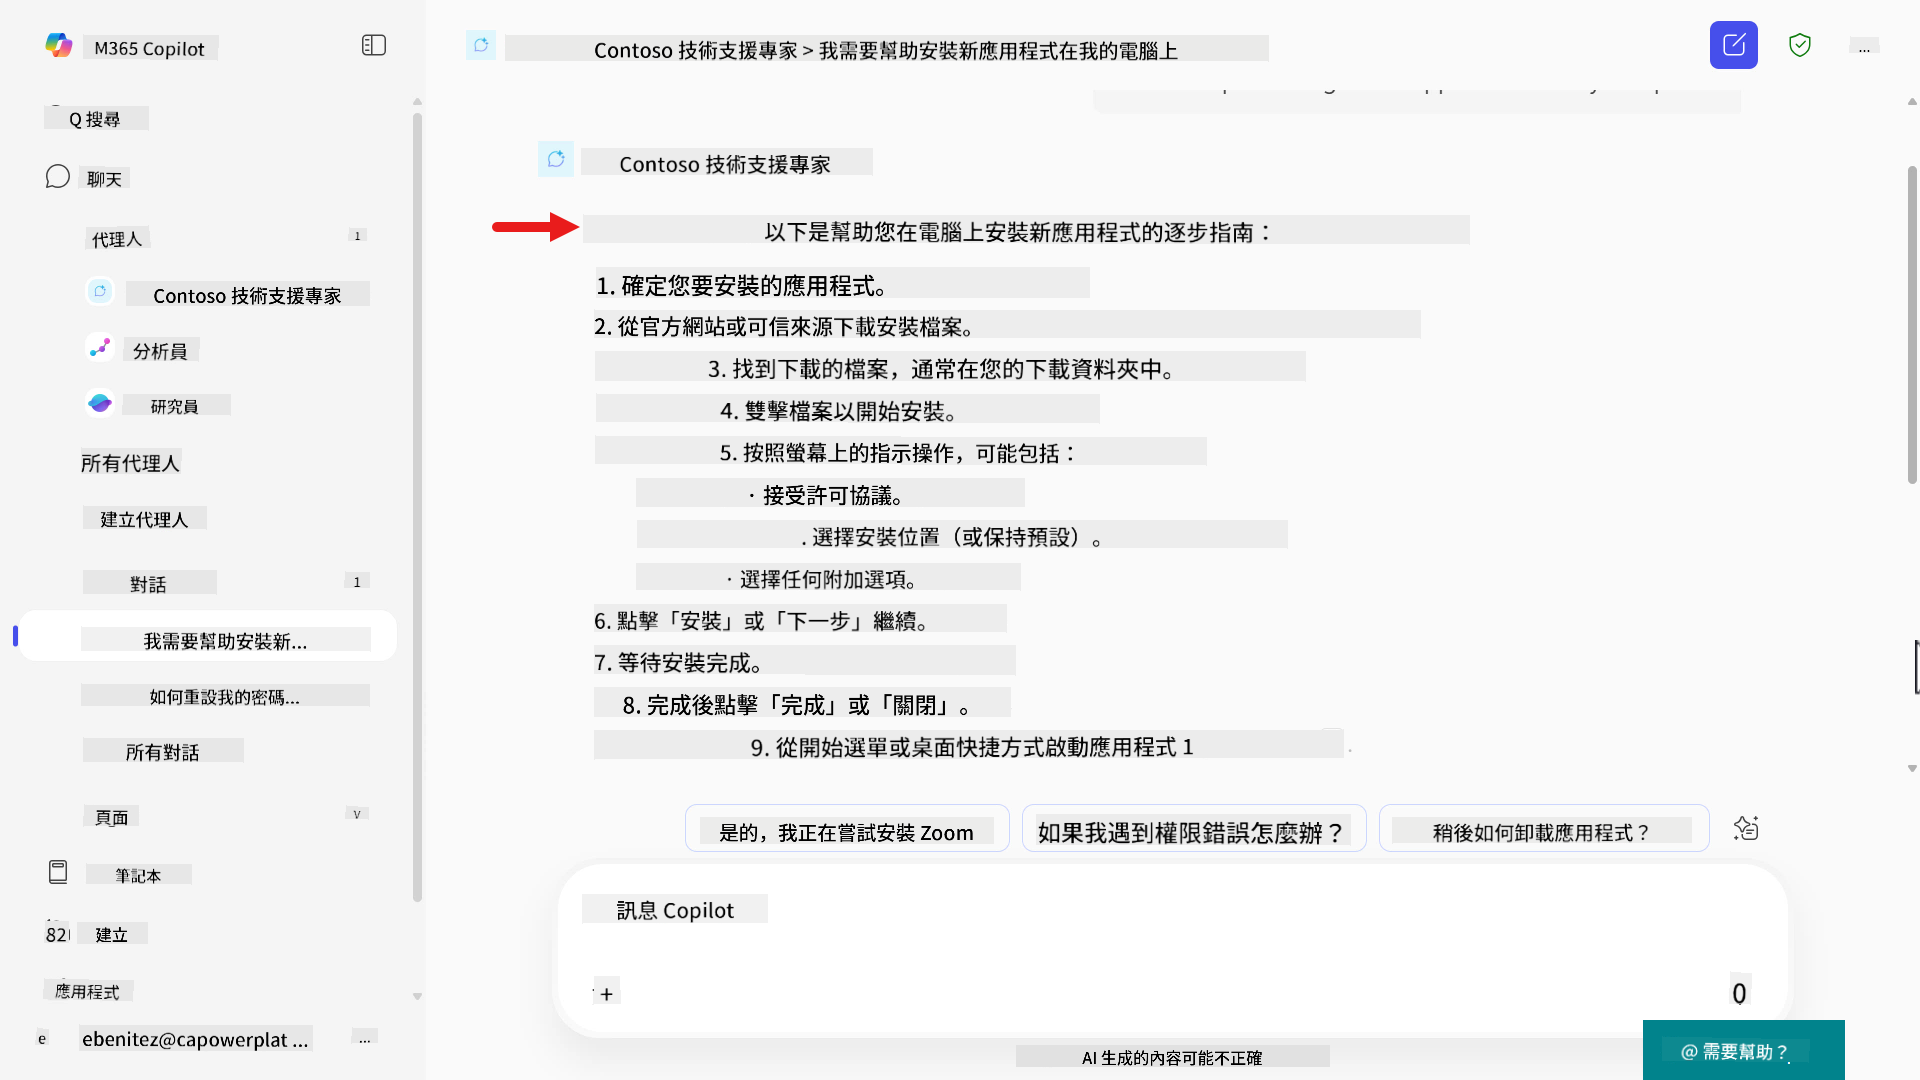 M365 Copilot
Q 搜尋
聊天
代理人
1
Contoso 技術支援專家
分析員
研究員
所有代理人
建立代理人
對話
1
我需要幫助安裝新...
如何重設我的密碼...
所有對話
頁面
V
筆記本
82
建立
應用程式
e
ebenitez@capowerplat ...
...
Contoso 技術支援專家 > 我需要幫助安裝新應用程式在我的電腦上
...
Contoso 技術支援專家
以下是幫助您在電腦上安裝新應用程式的逐步指南：
1. 確定您要安裝的應用程式。
2. 從官方網站或可信來源下載安裝檔案。
3. 找到下載的檔案，通常在您的下載資料夾中。
4. 雙擊檔案以開始安裝。
5. 按照螢幕上的指示操作，可能包括：
· 接受許可協議。
. 選擇安裝位置（或保持預設）。
· 選擇任何附加選項。
6. 點擊「安裝」或「下一步」繼續。
7. 等待安裝完成。
8. 完成後點擊「完成」或「關閉」。
9. 從開始選單或桌面快捷方式啟動應用程式 1
是的，我正在嘗試安裝 Zoom
如果我遇到權限錯誤怎麼辦？
稍後如何卸載應用程式？
訊息 Copilot
+
0
AI 生成的內容可能不正確
@ 需要幫助？